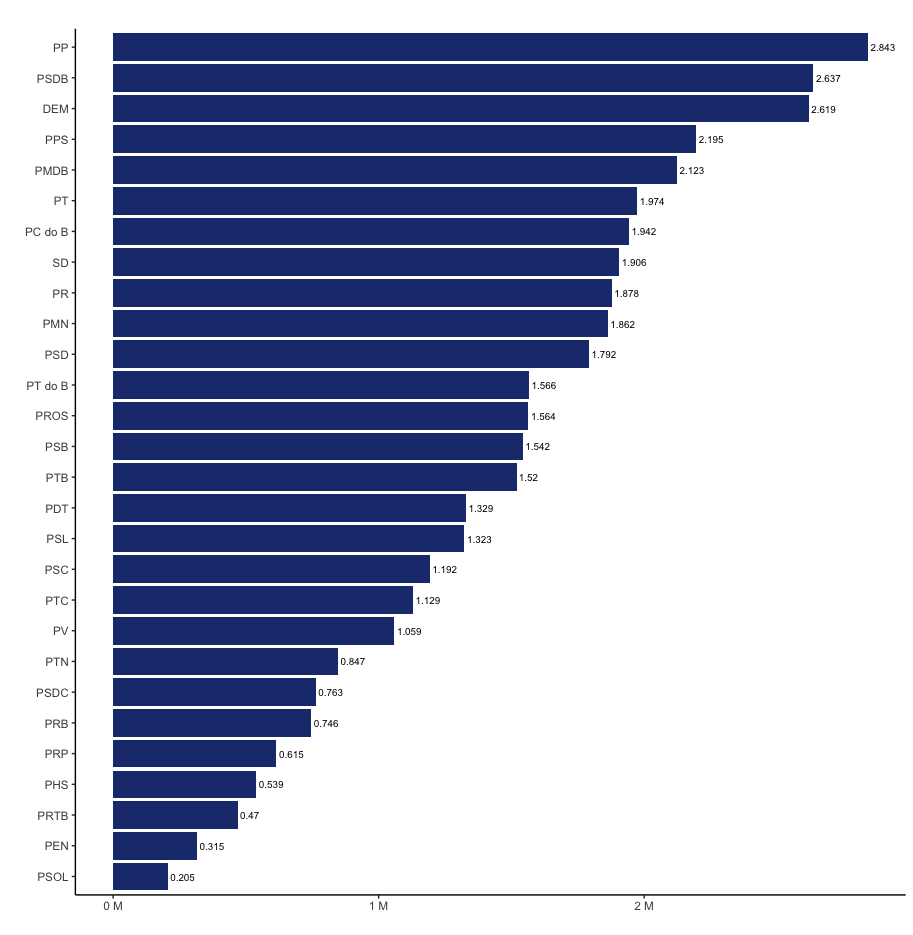 PP 2.843
PSDB 2.637
DEM 2.619
PPS 2.195
PMDB 2.123
PT 1.974
PC do B 1.942
SD 1.906
PR 1.878
PMN 1.862
PSD 1.792
PT do B 1.566
PROS 1.564
PSB 1.542
PTB 1.52
PDT 1.329
PSL 1.323
PSC 1.192
PTC 1.129
PV 1.059
PTN 0.847
PSDC 0.763
PRB 0.746
PRP 0.615
PHS 0.539
PRTB 0.47
PEN 0.315
PSOL 0.205
0 M 1 M 2 M